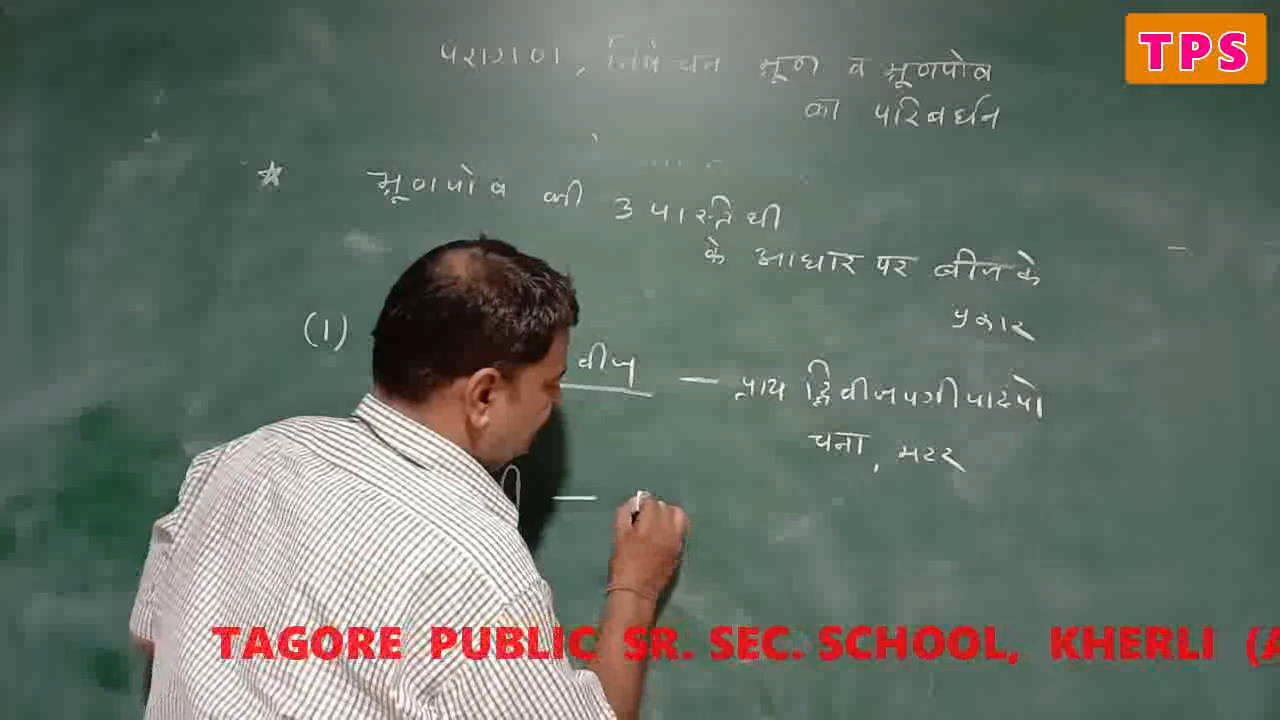 TPS
परागण, निषेचन भ्रूण व भ्रूणपोष
का परिवर्धन
★ भ्रूणपोष की उपास्तिथी
के आधार पर बीज के
प्रकार
(1) बीज — प्राय द्विबीजपत्री पादपो
चना, मटर
TAGORE PUBLIC SR. SEC. SCHOOL, KHERLI (A